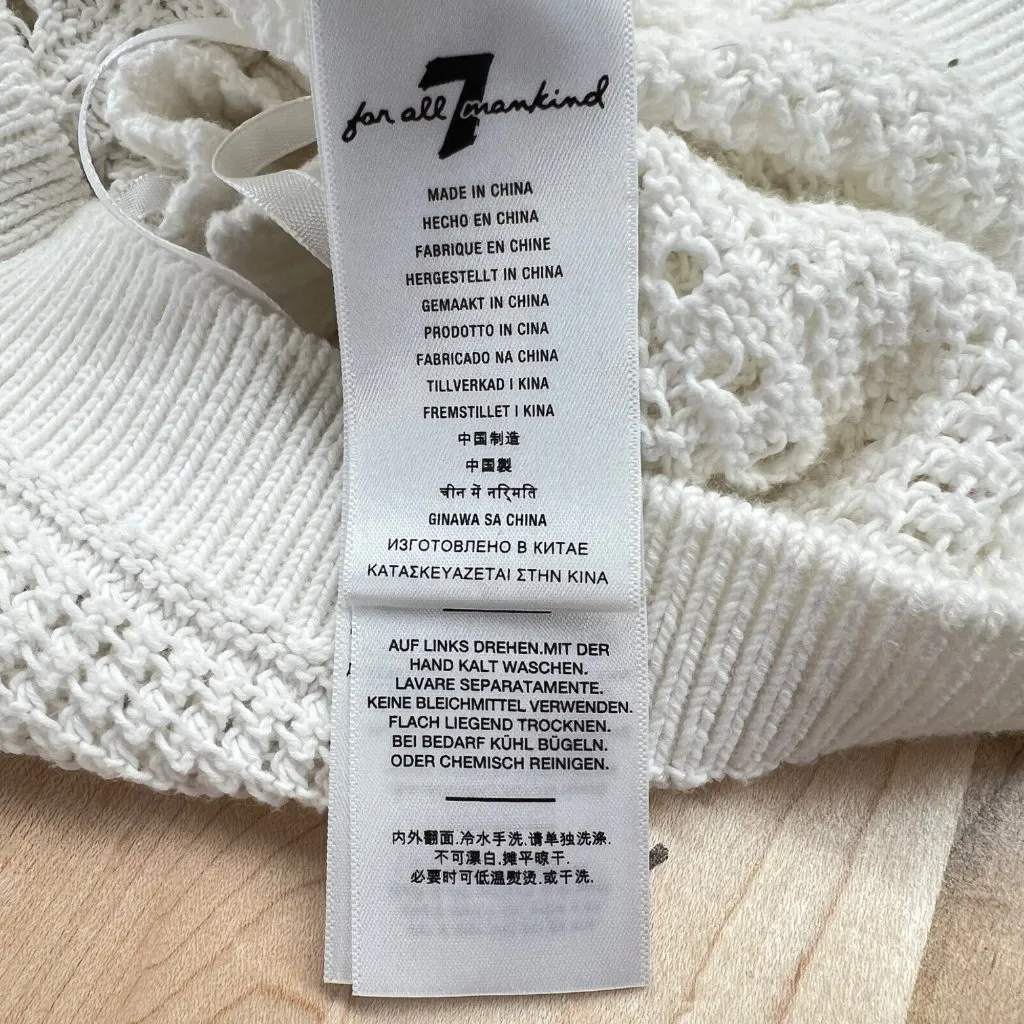 for all 7 mankind
MADE IN CHINA
HECHO EN CHINA
FABRIQUE EN CHINE
HERGESTELLT IN CHINA
GEMAAKT IN CHINA
PRODOTTO IN CINA
FABRICADO NA CHINA
TILLVERKAD I KINA
FREMSTILLET I KINA
中国制造
中国製
चीन में नरि्मति
GINAWA SA CHINA
ИЗГОТОВЛЕНО В КИТАЕ
ΚΑΤΑΣΚΕΥΑΖΕΤΑΙ ΣΤΗΝ ΚΙΝΑ
AUF LINKS DREHEN.MIT DER
HAND KALT WASCHEN.
LAVARE SEPARATAMENTE.
KEINE BLEICHMITTEL VERWENDEN.
FLACH LIEGEND TROCKNEN.
BEI BEDARF KÜHL BÜGELN.
ODER CHEMISCH REINIGEN.
内外翻面.冷水手洗.请单独洗涤.
不可漂白.摊平晾干.
必要时可低温熨烫.或干洗.